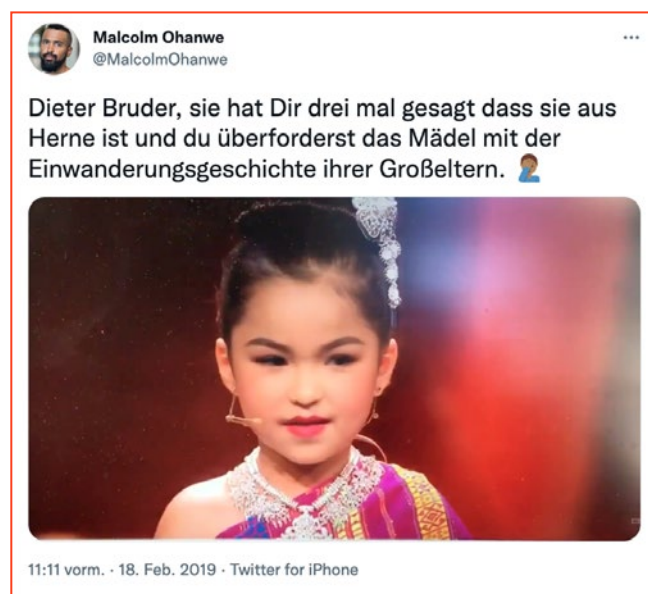 Malcolm Ohanwe
@MalcolmOhanwe
Dieter Bruder, sie hat Dir drei mal gesagt dass sie aus
Herne ist und du überforderst das Mädel mit der
Einwanderungsgeschichte ihrer Großeltern. 🤦🏾‍♂️
11:11 vorm. · 18. Feb. 2019 · Twitter for iPhone